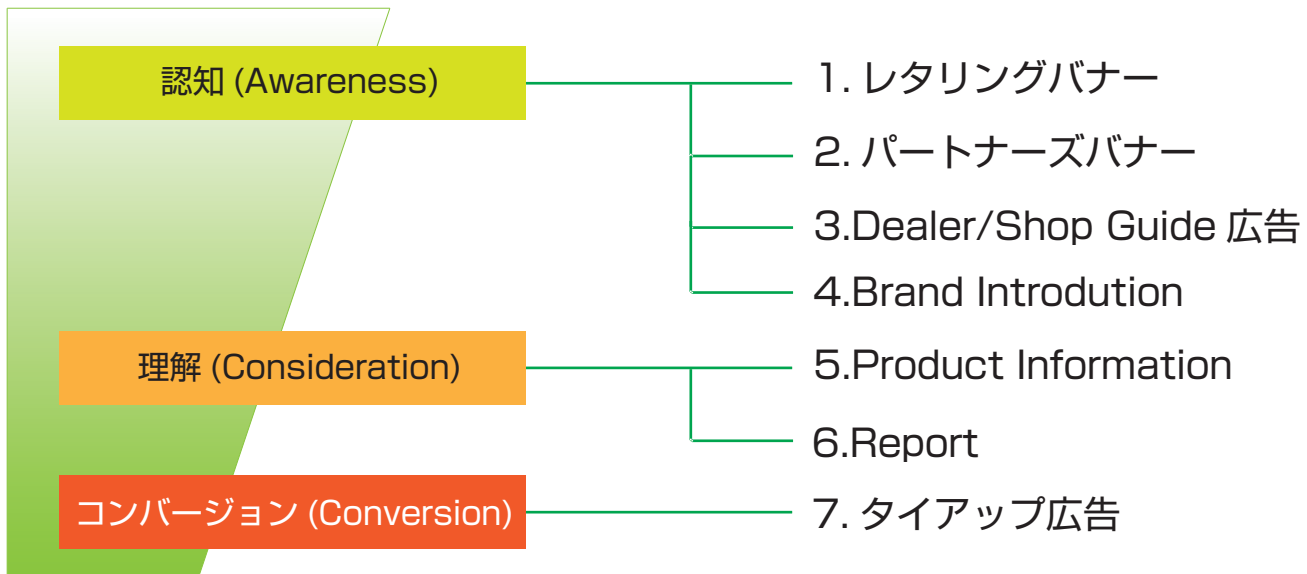 認知 (Awareness)
1. レタリングバナー
2. パートナーズバナー
3.Dealer/Shop Guide 広告
4.Brand Introdution
理解 (Consideration)
5.Product Information
6.Report
コンバージョン (Conversion)
7. タイアップ広告